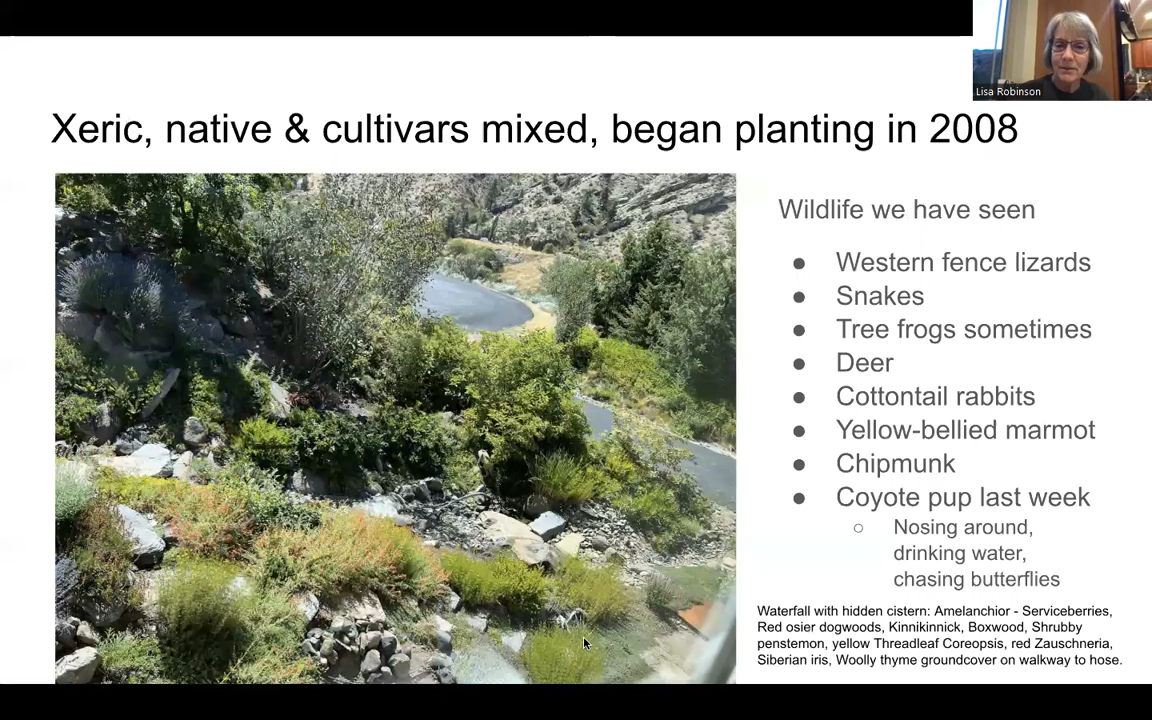 Lisa Robinson
Xeric, native & cultivars mixed, began planting in 2008
Wildlife we have seen
● Western fence lizards
● Snakes
● Tree frogs sometimes
● Deer
● Cottontail rabbits
● Yellow-bellied marmot
● Chipmunk
● Coyote pup last week
○ Nosing around,
drinking water,
chasing butterflies
Waterfall with hidden cistern: Amelanchior - Serviceberries,
Red osier dogwoods, Kinnikinnick, Boxwood, Shrubby
penstemon, yellow Threadleaf Coreopsis, red Zauschneria,
Siberian iris, Woolly thyme groundcover on walkway to hose.